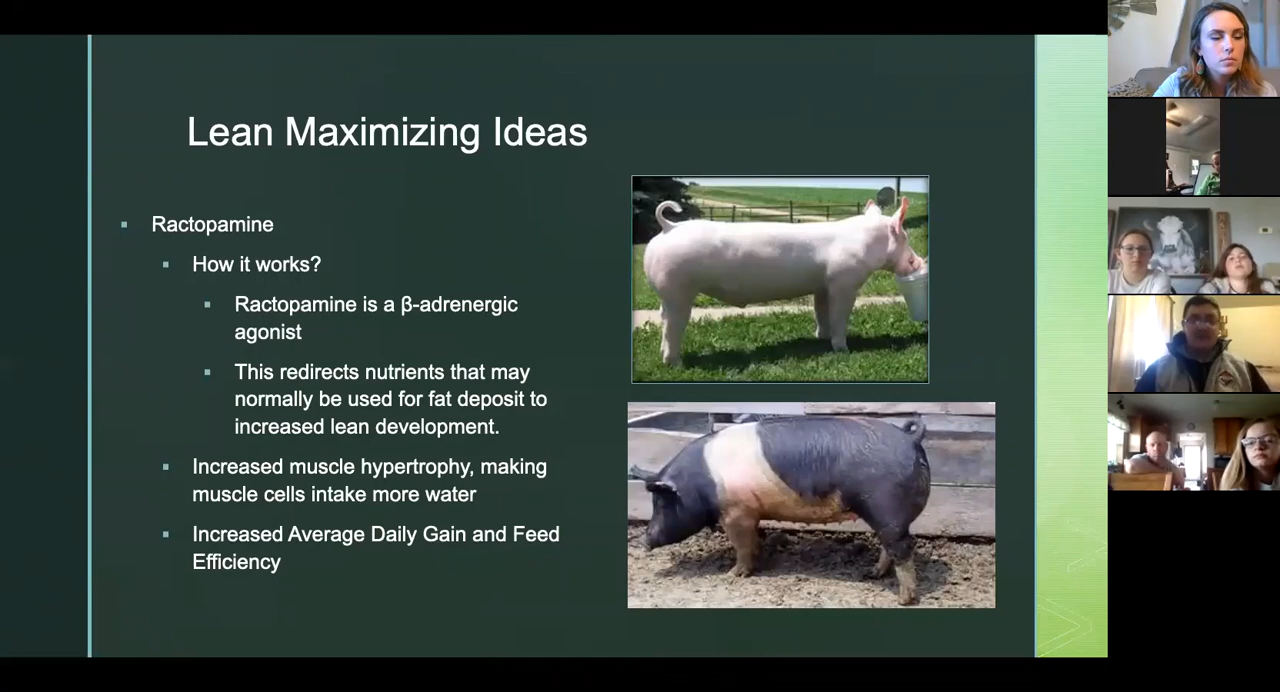 Lean Maximizing Ideas
Ractopamine
How it works?
Ractopamine is a β-adrenergic
agonist
This redirects nutrients that may
normally be used for fat deposit to
increased lean development.
Increased muscle hypertrophy, making
muscle cells intake more water
Increased Average Daily Gain and Feed
Efficiency